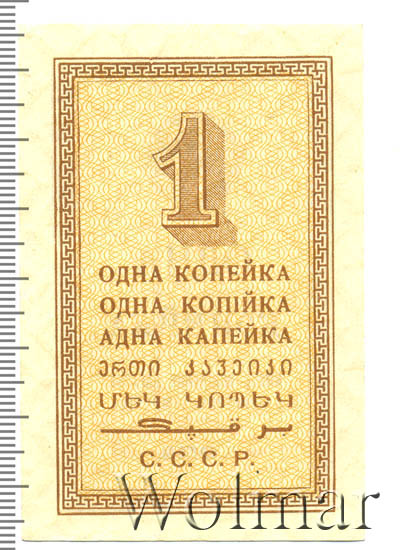 1
ОДНА КОПЕЙКА
ОДНА КОПІЙКА
АДНА КАПЕЙКА
ერთი კაპეიკი
ՄԵԿ ԿՈՊԵԿ
С. С. С. Р.
Wolmar